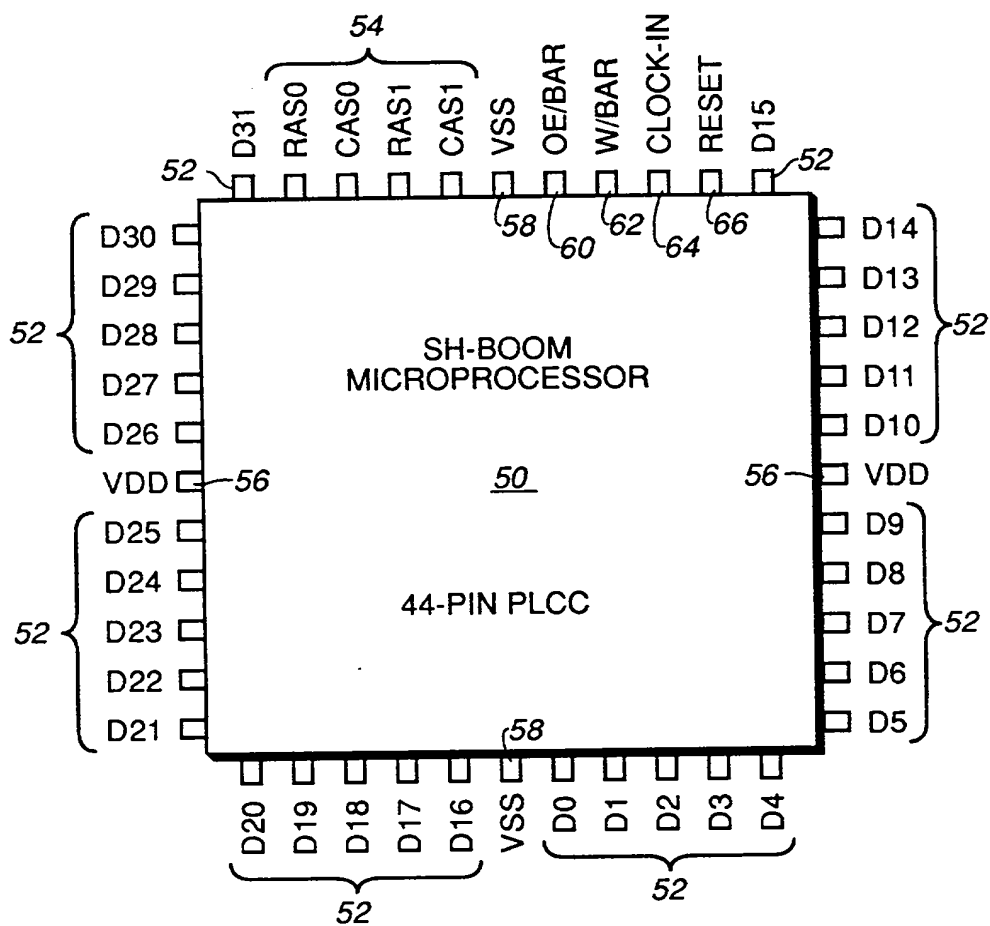 54
D31 RAS0 CAS0 RAS1 CAS1 VSS OE/BAR W/BAR CLOCK-IN RESET D15
52 52
58 60 62 64 66
D30 D14
D29 D13
52 D28 D12 52
D27 D11
D26 D10
SH-BOOM
MICROPROCESSOR
VDD 56 50 56 VDD
D25 D9
D24 D8
44-PIN PLCC
52 D23 D7 52
D22 D6
D21 D5
58
D20 D19 D18 D17 D16 VSS D0 D1 D2 D3 D4
52 52